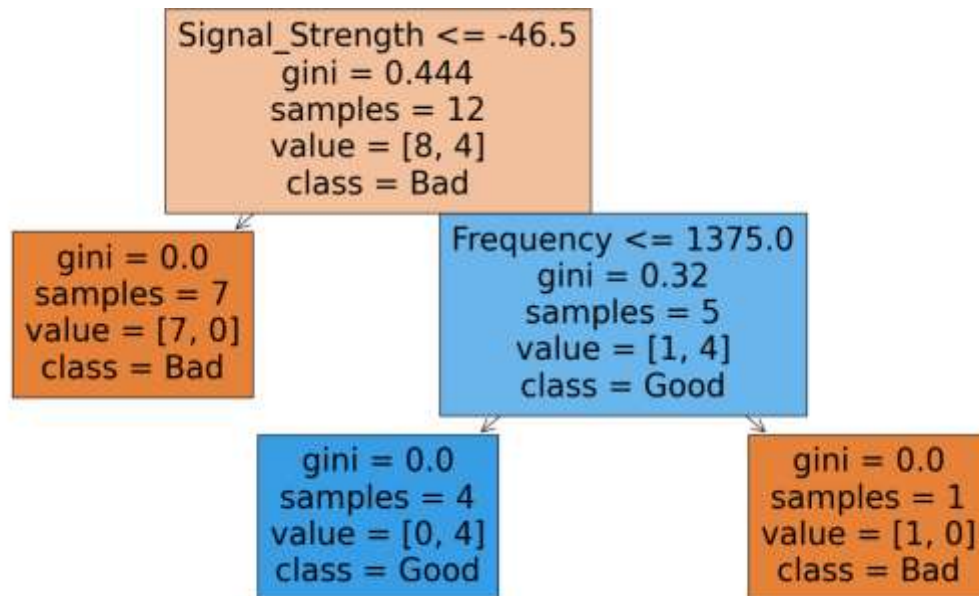 Signal_Strength <= -46.5
gini = 0.444
samples = 12
value = [8, 4]
class = Bad
gini = 0.0
samples = 7
value = [7, 0]
class = Bad
Frequency <= 1375.0
gini = 0.32
samples = 5
value = [1, 4]
class = Good
gini = 0.0
samples = 4
value = [0, 4]
class = Good
gini = 0.0
samples = 1
value = [1, 0]
class = Bad